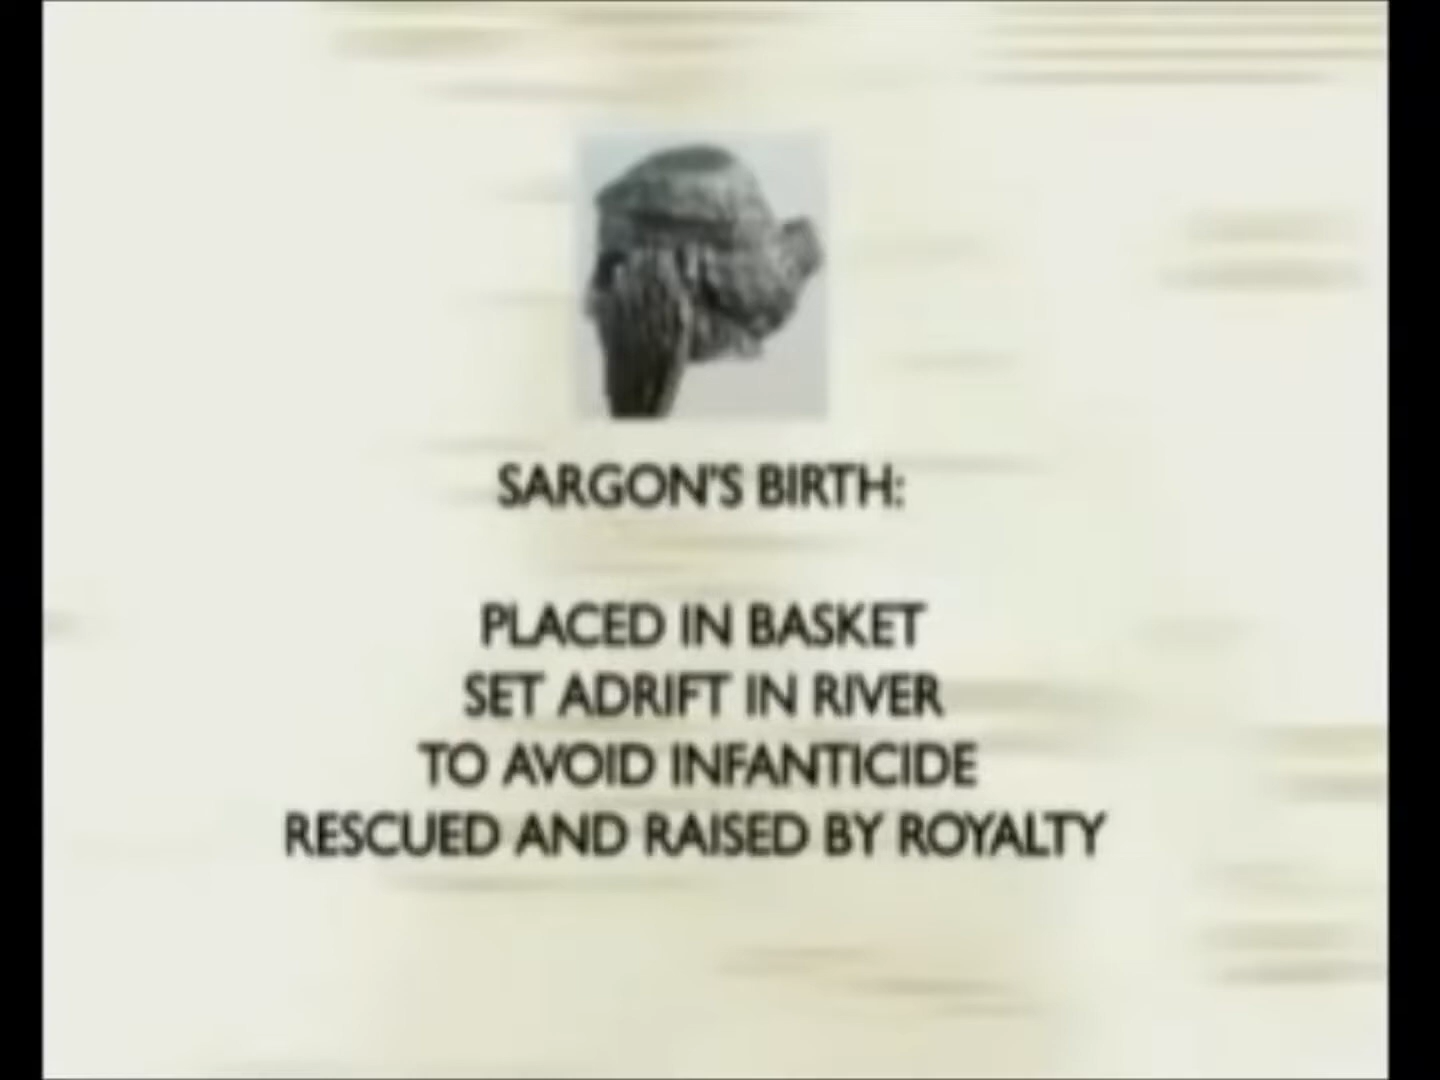 SARGON'S BIRTH:
PLACED IN BASKET
SET ADRIFT IN RIVER
TO AVOID INFANTICIDE
RESCUED AND RAISED BY ROYALTY